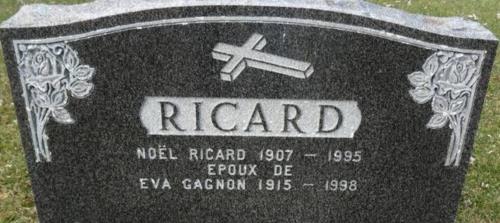 RICARD
NOËL RICARD 1907 – 1995
EPOUX DE
EVA GAGNON 1915 – 1998